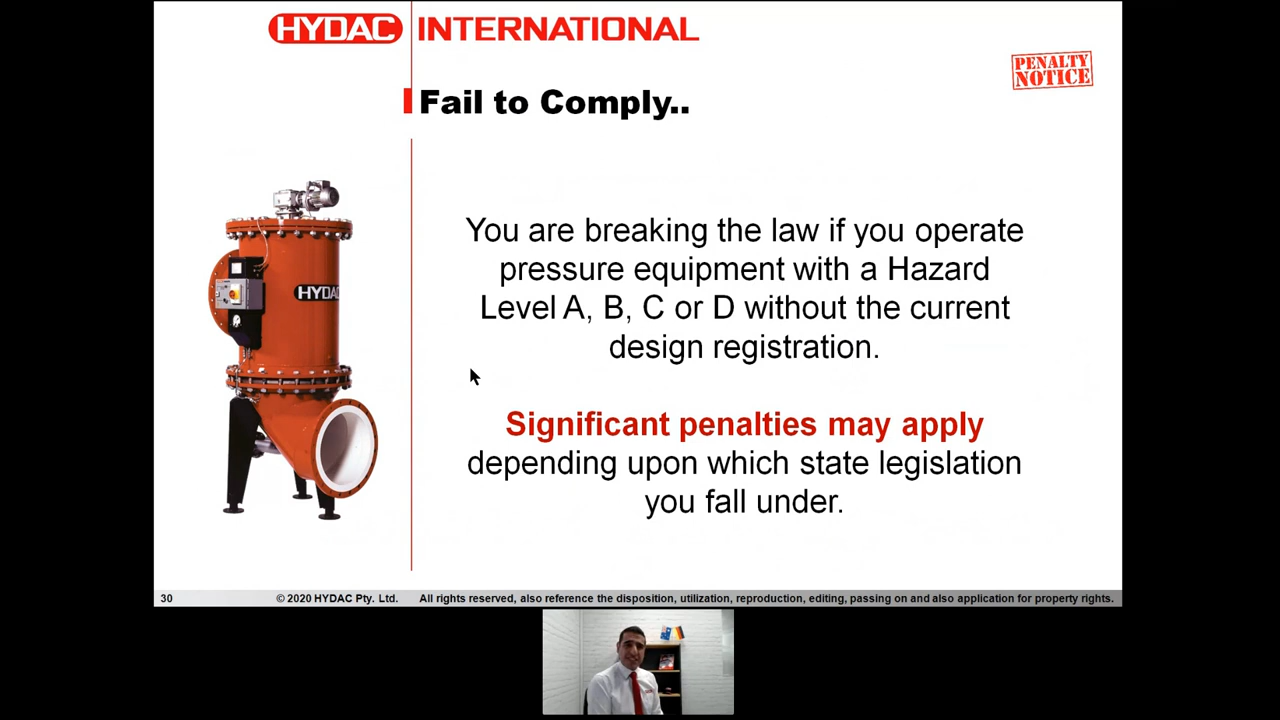 HYDAC INTERNATIONAL
PENALTY
NOTICE
Fail to Comply..
HYDAC
You are breaking the law if you operate
pressure equipment with a Hazard
Level A, B, C or D without the current
design registration.
Significant penalties may apply
depending upon which state legislation
you fall under.
30 © 2020 HYDAC Pty. Ltd. All rights reserved, also reference the disposition, utilization, reproduction, editing, passing on and also application for property rights.